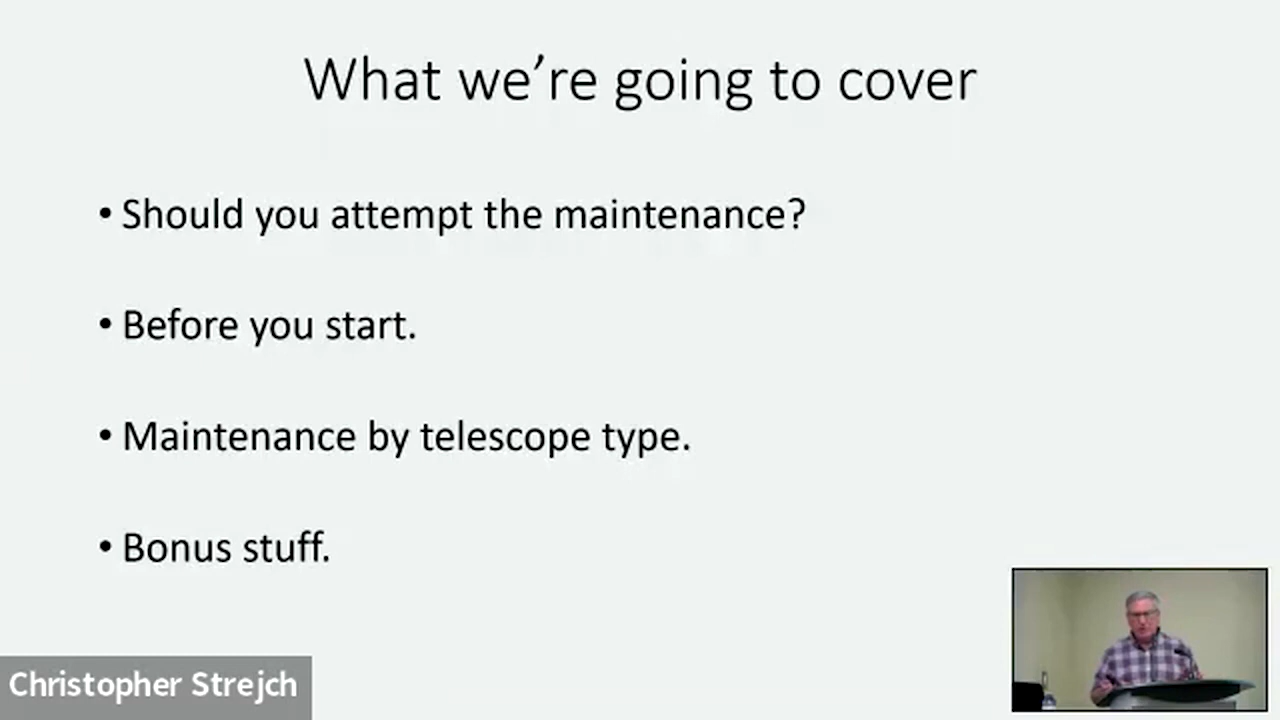 What we’re going to cover
• Should you attempt the maintenance?
• Before you start.
• Maintenance by telescope type.
• Bonus stuff.
Christopher Strejch